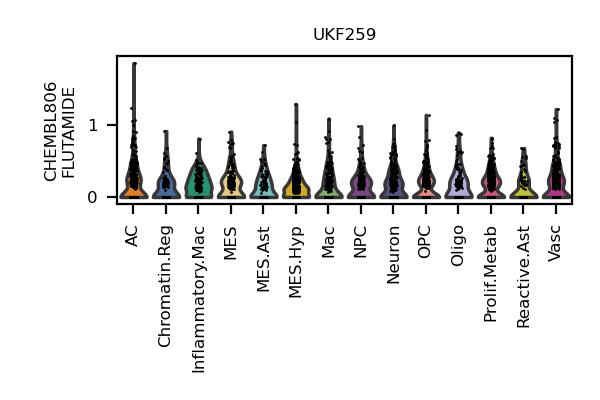 UKF259
CHEMBL806
FLUTAMIDE
1
0
AC
Chromatin.Reg
Inflammatory.Mac
MES
MES.Ast
MES.Hyp
Mac
NPC
Neuron
OPC
Oligo
Prolif.Metab
Reactive.Ast
Vasc